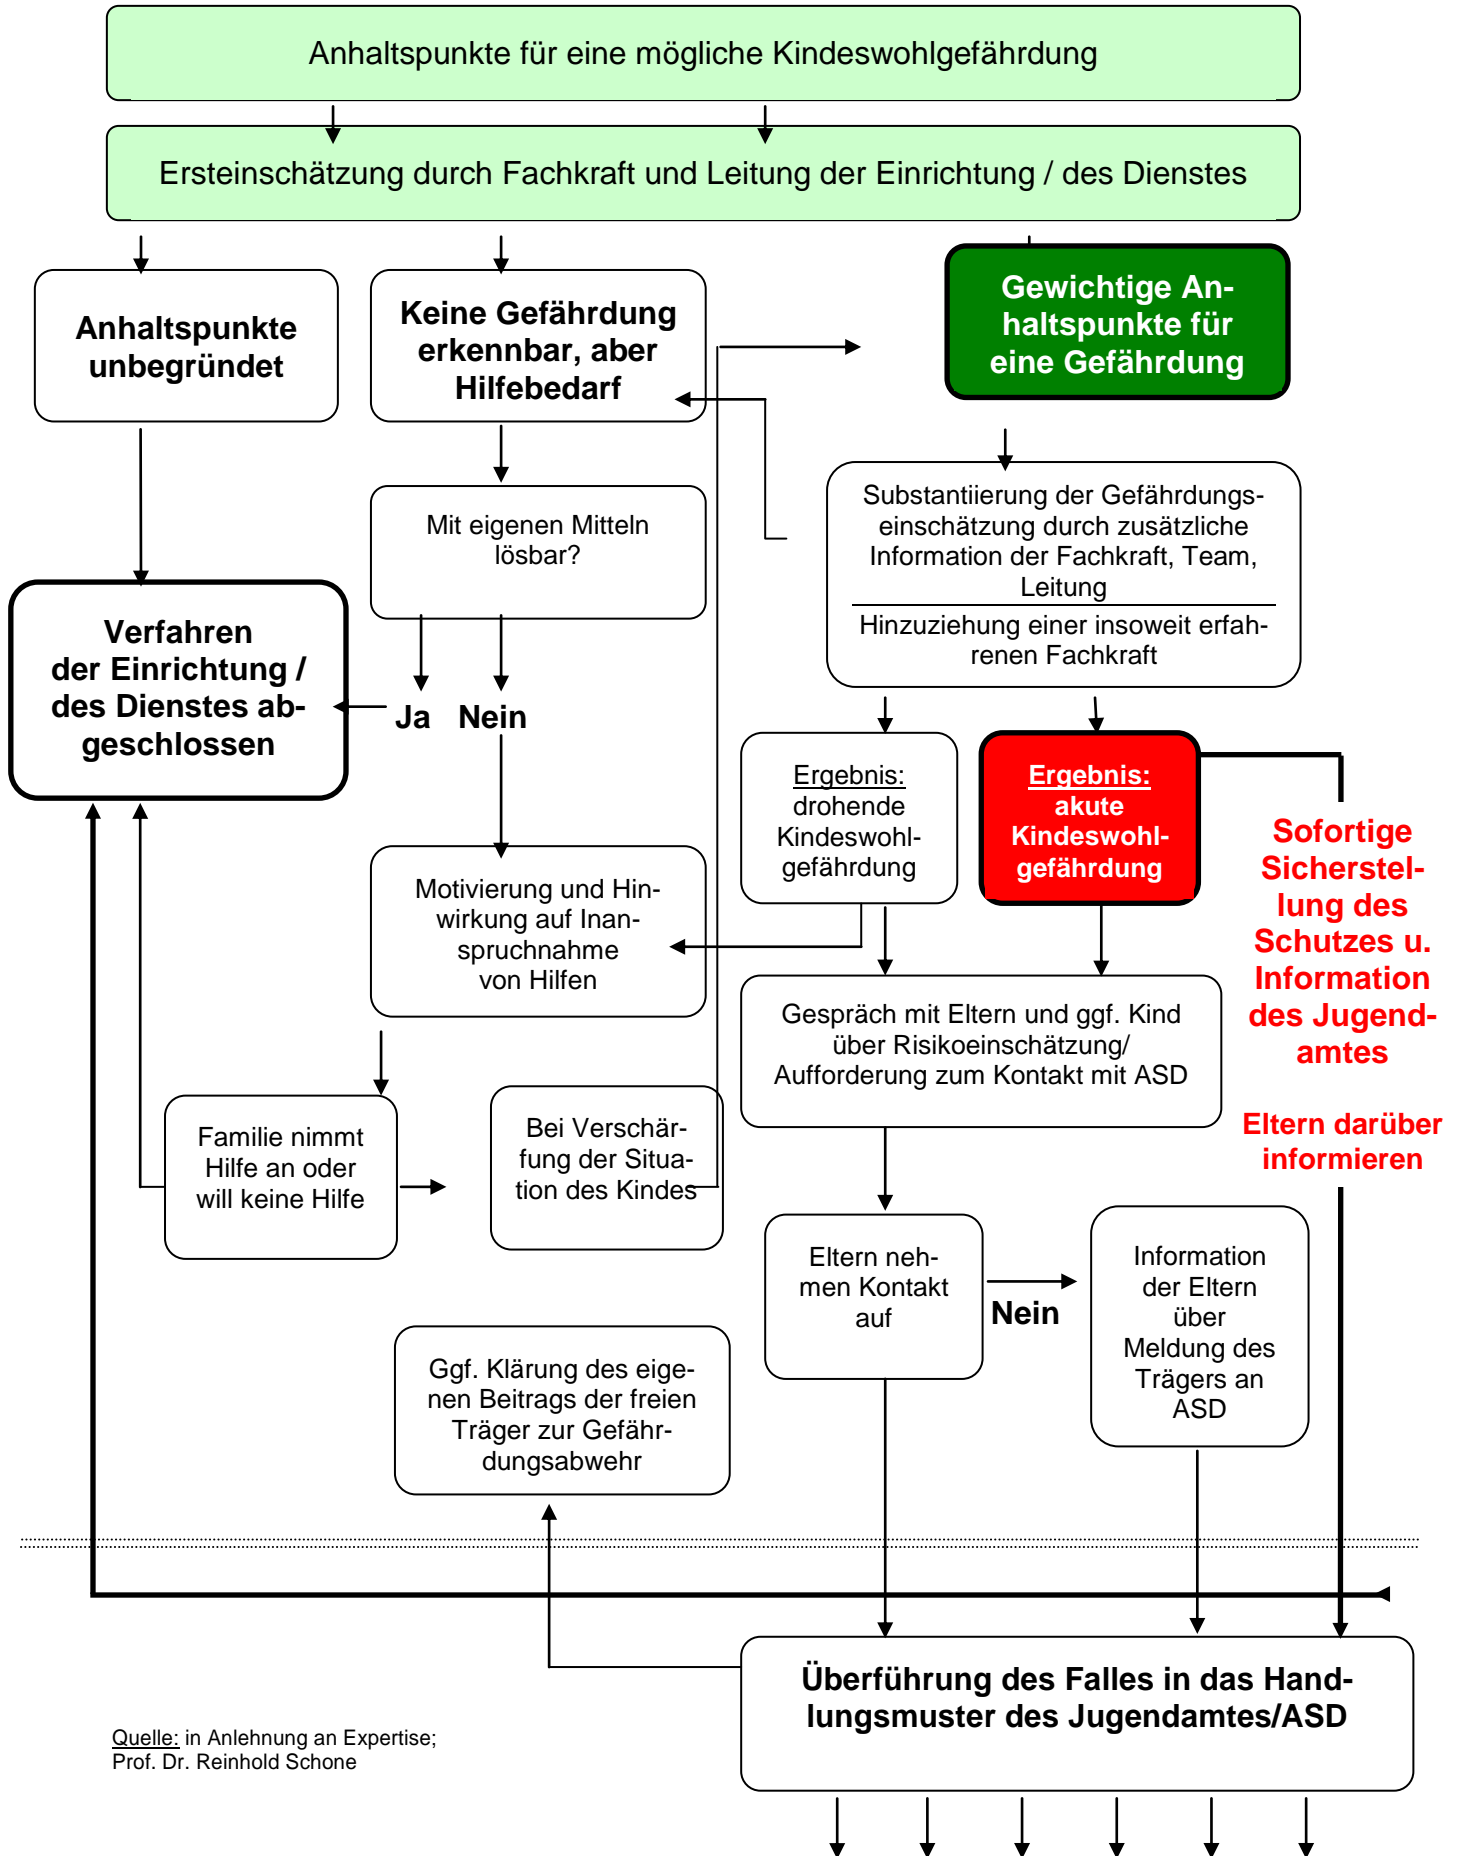 Anhaltspunkte für eine mögliche Kindeswohlgefährdung
Ersteinschätzung durch Fachkraft und Leitung der Einrichtung / des Dienstes
Anhaltspunkte
unbegründet
Keine Gefährdung
erkennbar, aber
Hilfebedarf
Gewichtige An-
haltspunkte für
eine Gefährdung
Mit eigenen Mitteln
lösbar?
Substantiierung der Gefährdungs-
einschätzung durch zusätzliche
Information der Fachkraft, Team,
Leitung
Hinzuziehung einer insoweit erfah-
renen Fachkraft
Verfahren
der Einrichtung /
des Dienstes ab-
geschlossen
Ja Nein
Ergebnis:
drohende
Kindeswohl-
gefährdung
Ergebnis:
akute
Kindeswohl-
gefährdung
Sofortige
Sicherstel-
lung des
Schutzes u.
Information
des Jugend-
amtes
Eltern darüber
informieren
Motivierung und Hin-
wirkung auf Inan-
spruchnahme
von Hilfen
Gespräch mit Eltern und ggf. Kind
über Risikoeinschätzung/
Aufforderung zum Kontakt mit ASD
Familie nimmt
Hilfe an oder
will keine Hilfe
Bei Verschär-
fung der Situa-
tion des Kindes
Eltern neh-
men Kontakt
auf
Nein
Information
der Eltern
über
Meldung des
Trägers an
ASD
Ggf. Klärung des eige-
nen Beitrags der freien
Träger zur Gefähr-
dungsabwehr
Überführung des Falles in das Hand-
lungsmuster des Jugendamtes/ASD
Quelle: in Anlehnung an Expertise;
Prof. Dr. Reinhold Schone